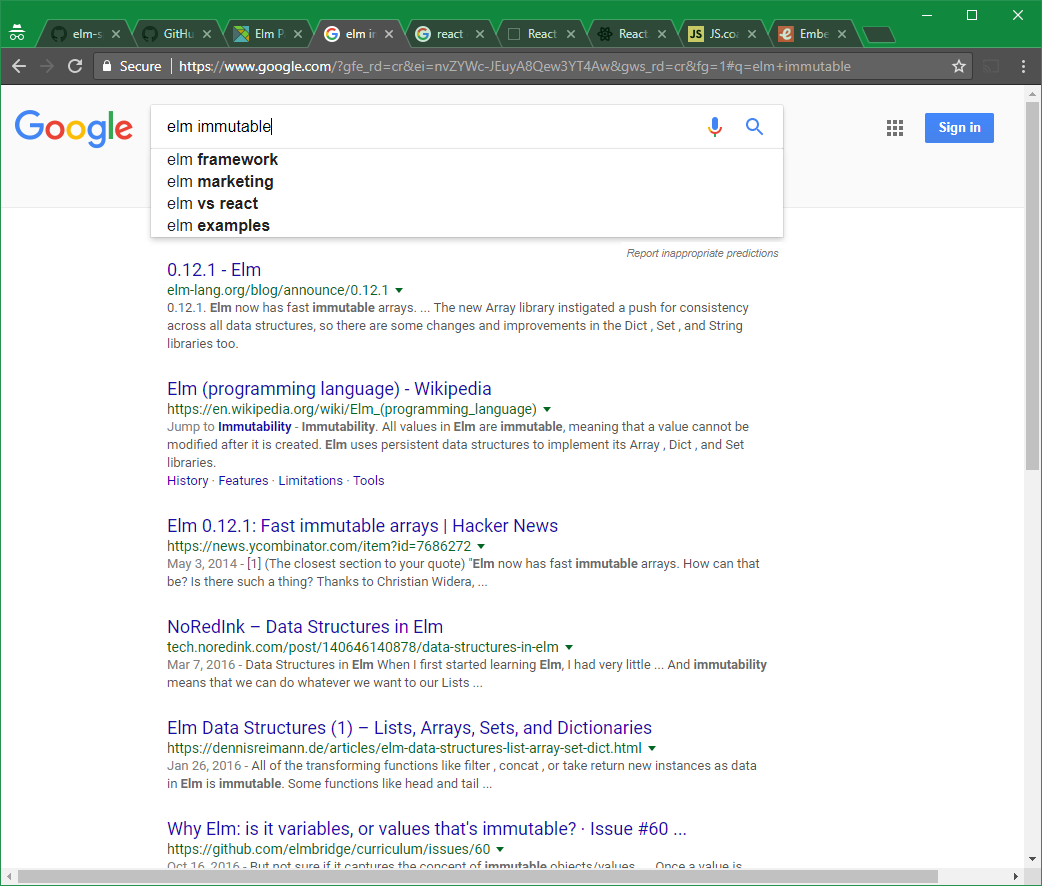 elm-s
GitHu
Elm P
elm in
react
React
React
JS JS.co
Embe
Secure https://www.google.com/?gfe_rd=cr&ei=nvZYWc-JEuyA8Qew3YT4Aw&gws_rd=cr&fg=1#q=elm+immutable
Google
elm immutable
Sign in
elm framework
elm marketing
elm vs react
elm examples
Report inappropriate predictions
0.12.1 - Elm
elm-lang.org/blog/announce/0.12.1
0.12.1. Elm now has fast immutable arrays. ... The new Array library instigated a push for consistency
across all data structures, so there are some changes and improvements in the Dict , Set , and String
libraries too.
Elm (programming language) - Wikipedia
https://en.wikipedia.org/wiki/Elm_(programming_language)
Jump to Immutability - Immutability. All values in Elm are immutable, meaning that a value cannot be
modified after it is created. Elm uses persistent data structures to implement its Array , Dict , and Set
libraries.
History · Features · Limitations · Tools
Elm 0.12.1: Fast immutable arrays | Hacker News
https://news.ycombinator.com/item?id=7686272
May 3, 2014 - [1] (The closest section to your quote) "Elm now has fast immutable arrays. How can that
be? Is there such a thing? Thanks to Christian Widera, ...
NoRedInk – Data Structures in Elm
tech.noredink.com/post/140646140878/data-structures-in-elm
Mar 7, 2016 - Data Structures in Elm When I first started learning Elm, I had very little ... And immutability
means that we can do whatever we want to our Lists ...
Elm Data Structures (1) – Lists, Arrays, Sets, and Dictionaries
https://dennisreimann.de/articles/elm-data-structures-list-array-set-dict.html
Jan 26, 2016 - All of the transforming functions like filter , concat , or take return new instances as data
in Elm is immutable. Some functions like head and tail ...
Why Elm: is it variables, or values that's immutable? · Issue #60 ...
https://github.com/elmbridge/curriculum/issues/60
Oct 16, 2016 - But not sure if it captures the concept of immutable objects/values. ... Once a value is